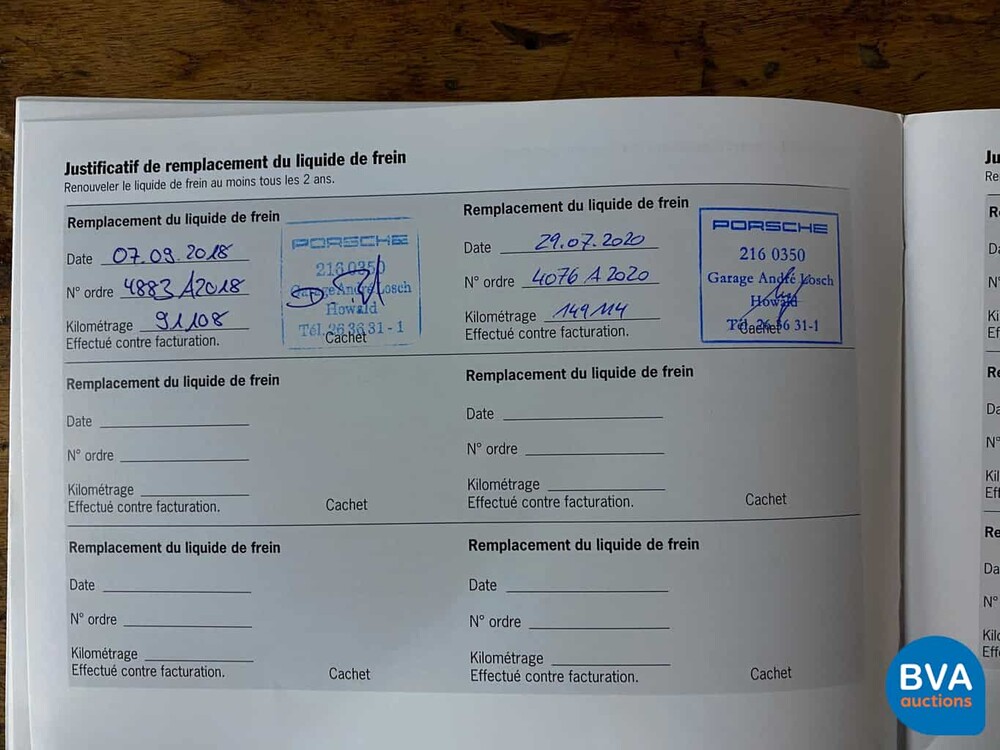 Justificatif de remplacement du liquide de frein
Renouveler le liquide de frein au moins tous les 2 ans.
Remplacement du liquide de frein
Date 07.09.2018
N° ordre 4883 A2018
Kilométrage 91108
Effectué contre facturation.
PORSCHE
216 0350
Garage André Losch
Howald
Tél. 26 36 31 - 1
Cachet
Remplacement du liquide de frein
Date 29.07.2020
N° ordre 4076 A 2020
Kilométrage 149114
Effectué contre facturation.
PORSCHE
216 0350
Garage André Losch
Howald
Tél. 26 36 31-1
Cachet
Remplacement du liquide de frein
Date
N° ordre
Kilométrage
Effectué contre facturation.
Cachet
Remplacement du liquide de frein
Date
N° ordre
Kilométrage
Effectué contre facturation.
Cachet
Remplacement du liquide de frein
Date
N° ordre
Kilométrage
Effectué contre facturation.
Cachet
Remplacement du liquide de frein
Date
N° ordre
Kilométrage
Effectué contre facturation.
Cachet
BVA
auctions